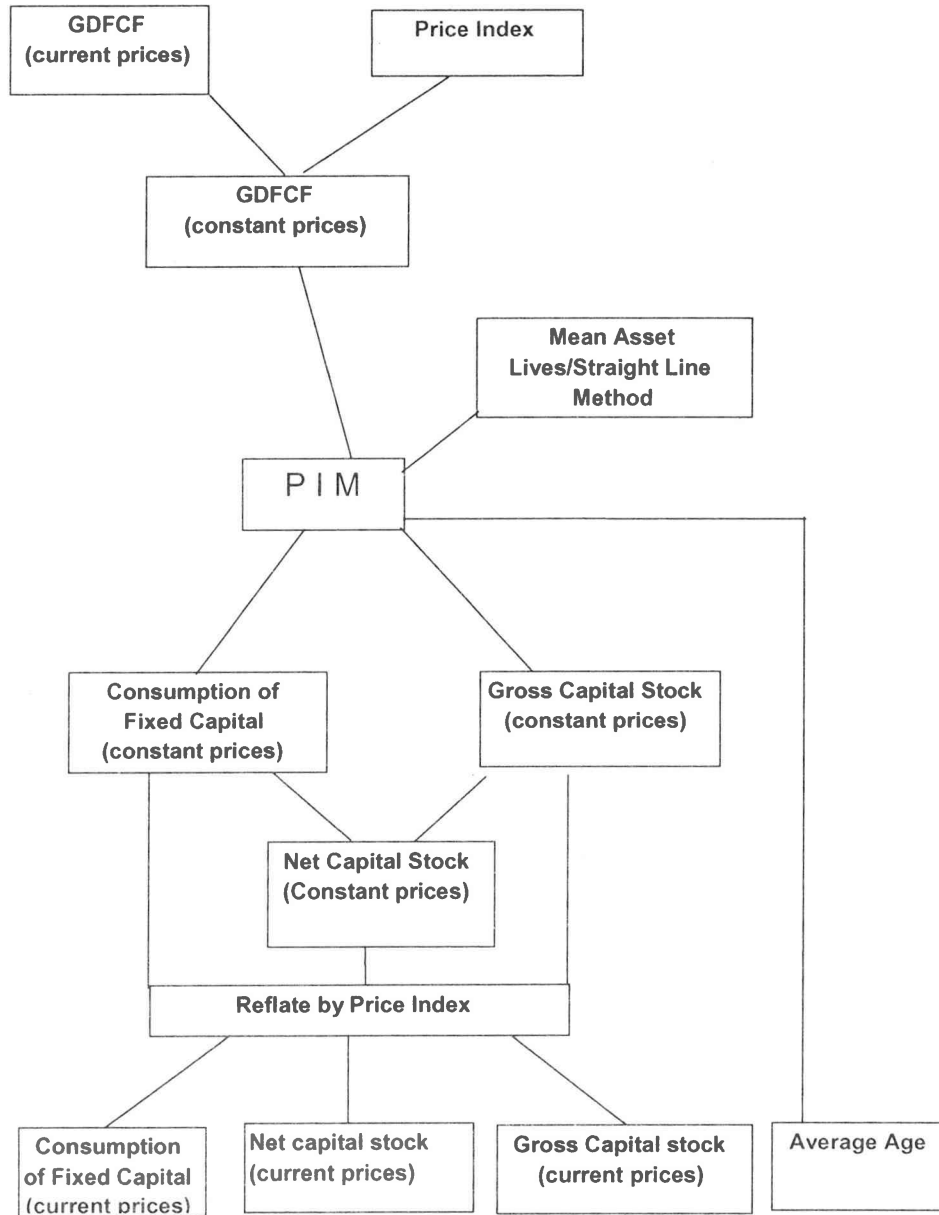 GDFCF
(current prices)
Price Index
GDFCF
(constant prices)
Mean Asset
Lives/Straight Line
Method
P I M
Consumption of
Fixed Capital
(constant prices)
Gross Capital Stock
(constant prices)
Net Capital Stock
(Constant prices)
Reflate by Price Index
Consumption
of Fixed Capital
(current prices)
Net capital stock
(current prices)
Gross Capital stock
(current prices)
Average Age